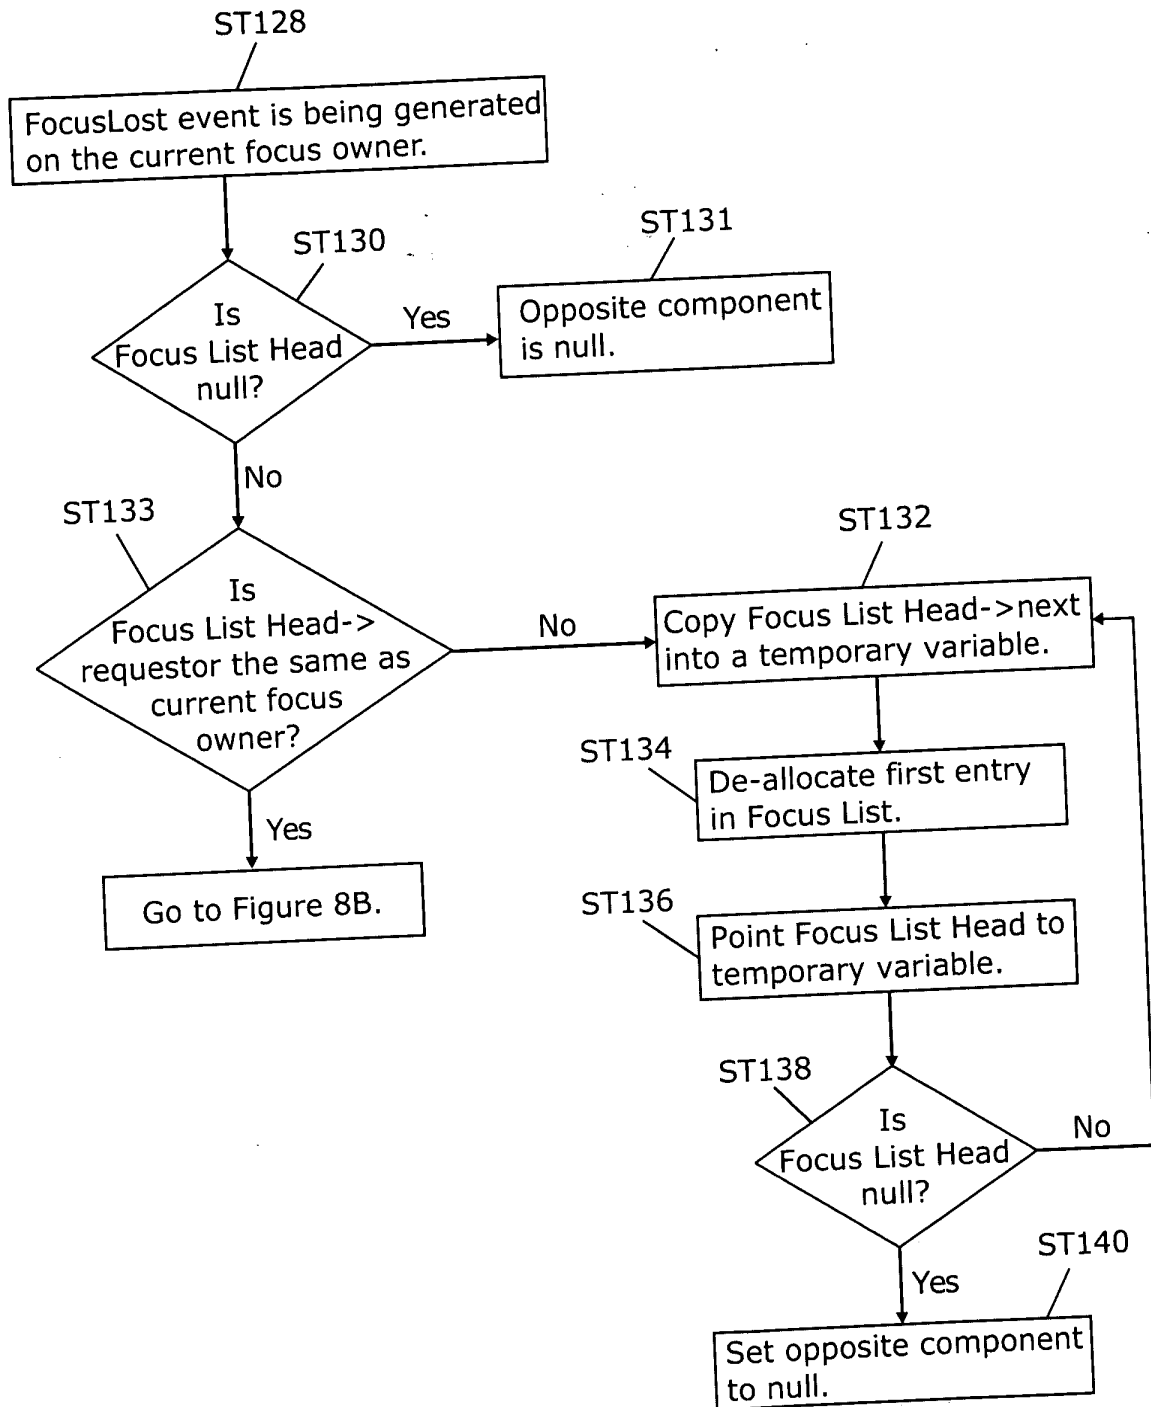 ST128
FocusLost event is being generated
on the current focus owner.
ST130
ST131
Is
Focus List Head
null?
Yes
Opposite component
is null.
No
ST133
ST132
Is
Focus List Head->
requestor the same as
current focus
owner?
No
Copy Focus List Head->next
into a temporary variable.
ST134
De-allocate first entry
in Focus List.
Yes
Go to Figure 8B.
ST136
Point Focus List Head to
temporary variable.
ST138
Is
Focus List Head
null?
No
Yes
ST140
Set opposite component
to null.